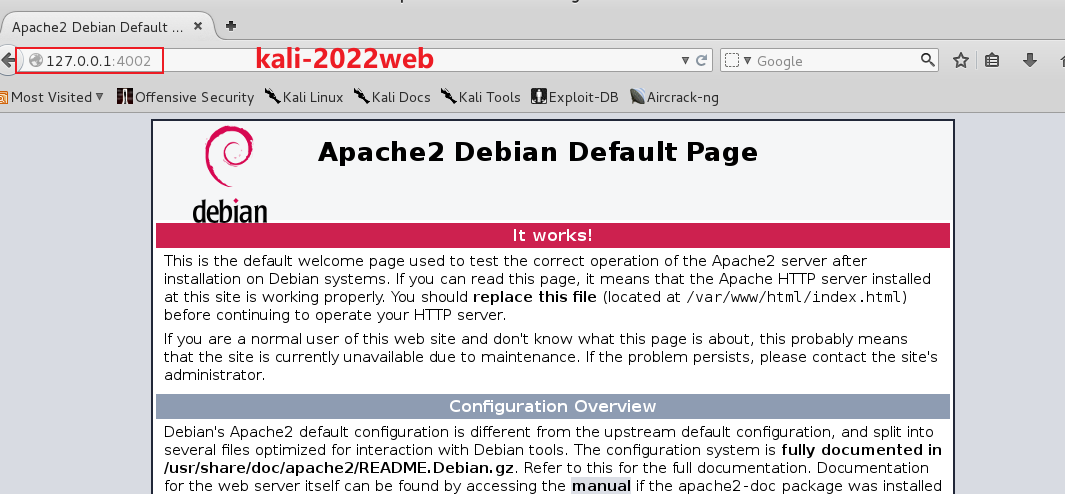 Apache2 Debian Default ...
127.0.0.1:4002
kali-2022web
Google
Most Visited
Offensive Security
Kali Linux
Kali Docs
Kali Tools
Exploit-DB
Aircrack-ng
debian
Apache2 Debian Default Page
It works!
This is the default welcome page used to test the correct operation of the Apache2 server after
installation on Debian systems. If you can read this page, it means that the Apache HTTP server installed
at this site is working properly. You should replace this file (located at /var/www/html/index.html)
before continuing to operate your HTTP server.
If you are a normal user of this web site and don't know what this page is about, this probably means
that the site is currently unavailable due to maintenance. If the problem persists, please contact the site's
administrator.
Configuration Overview
Debian's Apache2 default configuration is different from the upstream default configuration, and split into
several files optimized for interaction with Debian tools. The configuration system is fully documented in
/usr/share/doc/apache2/README.Debian.gz. Refer to this for the full documentation. Documentation
for the web server itself can be found by accessing the manual if the apache2-doc package was installed